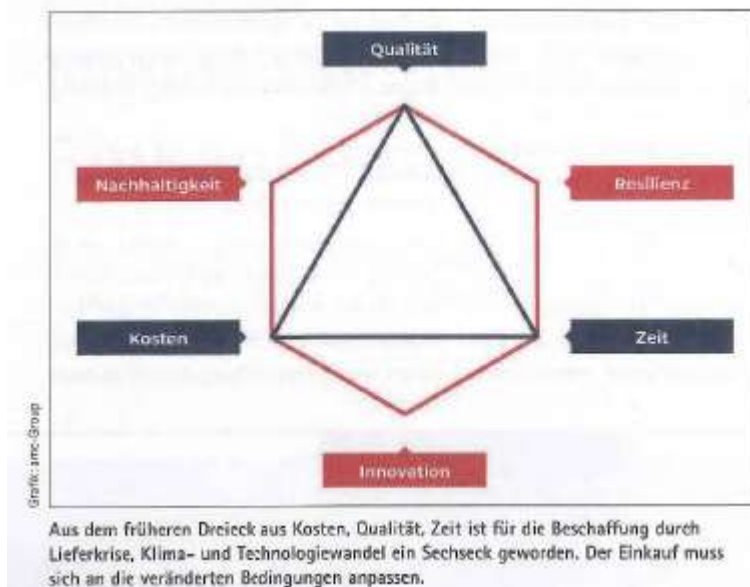 Qualität
Nachhaltigkeit
Resilienz
Kosten
Zeit
Innovation
Grafik: amc-Group
Aus dem früheren Dreieck aus Kosten, Qualität, Zeit ist für die Beschaffung durch
Lieferkrise, Klima- und Technologiewandel ein Sechseck geworden. Der Einkauf muss
sich an die veränderten Bedingungen anpassen.